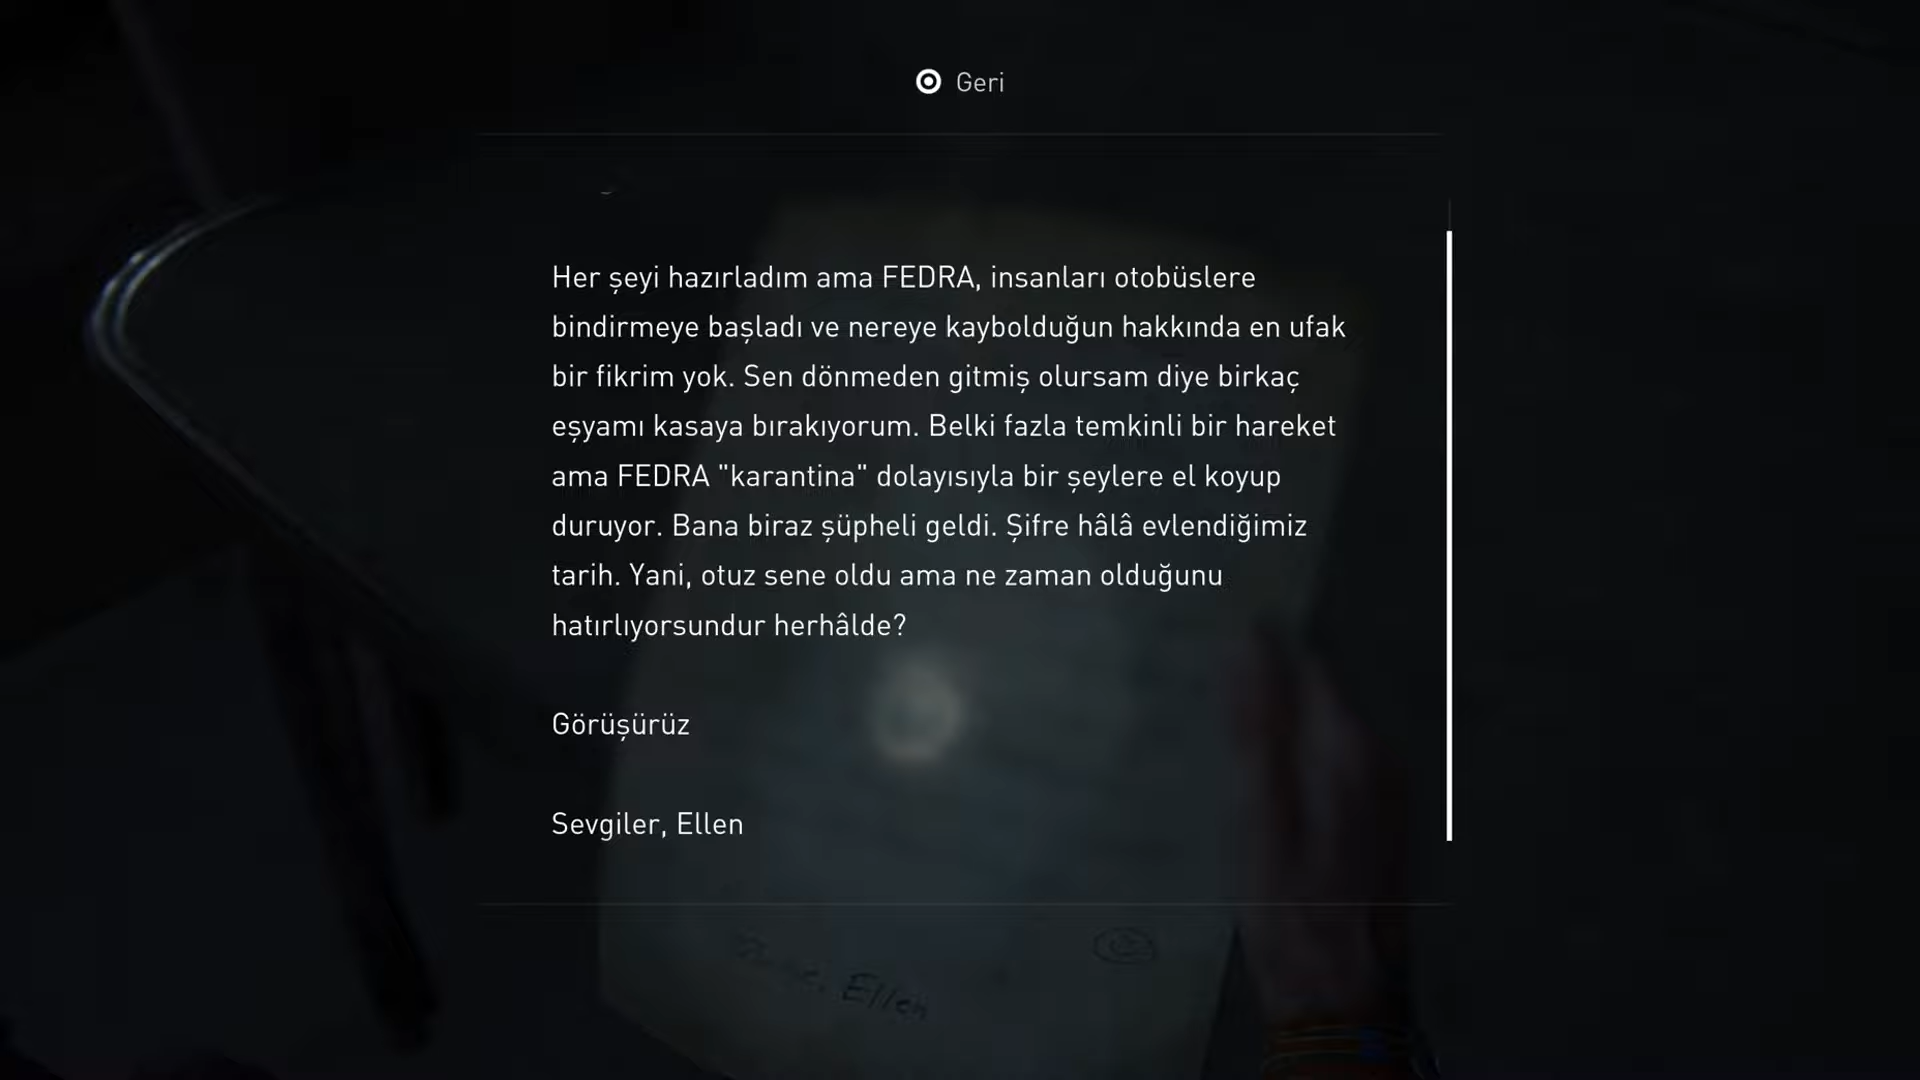 Geri
Her şeyi hazırladım ama FEDRA, insanları otobüslere
bindirmeye başladı ve nereye kaybolduğun hakkında en ufak
bir fikrim yok. Sen dönmeden gitmiş olursam diye birkaç
eşyamı kasaya bırakıyorum. Belki fazla temkinli bir hareket
ama FEDRA "karantina" dolayısıyla bir şeylere el koyup
duruyor. Bana biraz şüpheli geldi. Şifre hâlâ evlendiğimiz
tarih. Yani, otuz sene oldu ama ne zaman olduğunu
hatırlıyorsundur herhâlde?
Görüşürüz
Sevgiler, Ellen
Ellen